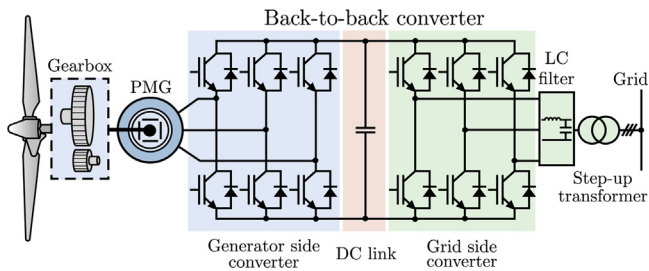 Back-to-back converter
Gearbox
PMG
LC
filter
Grid
Step-up
transformer
Generator side
converter
DC link
Grid side
converter